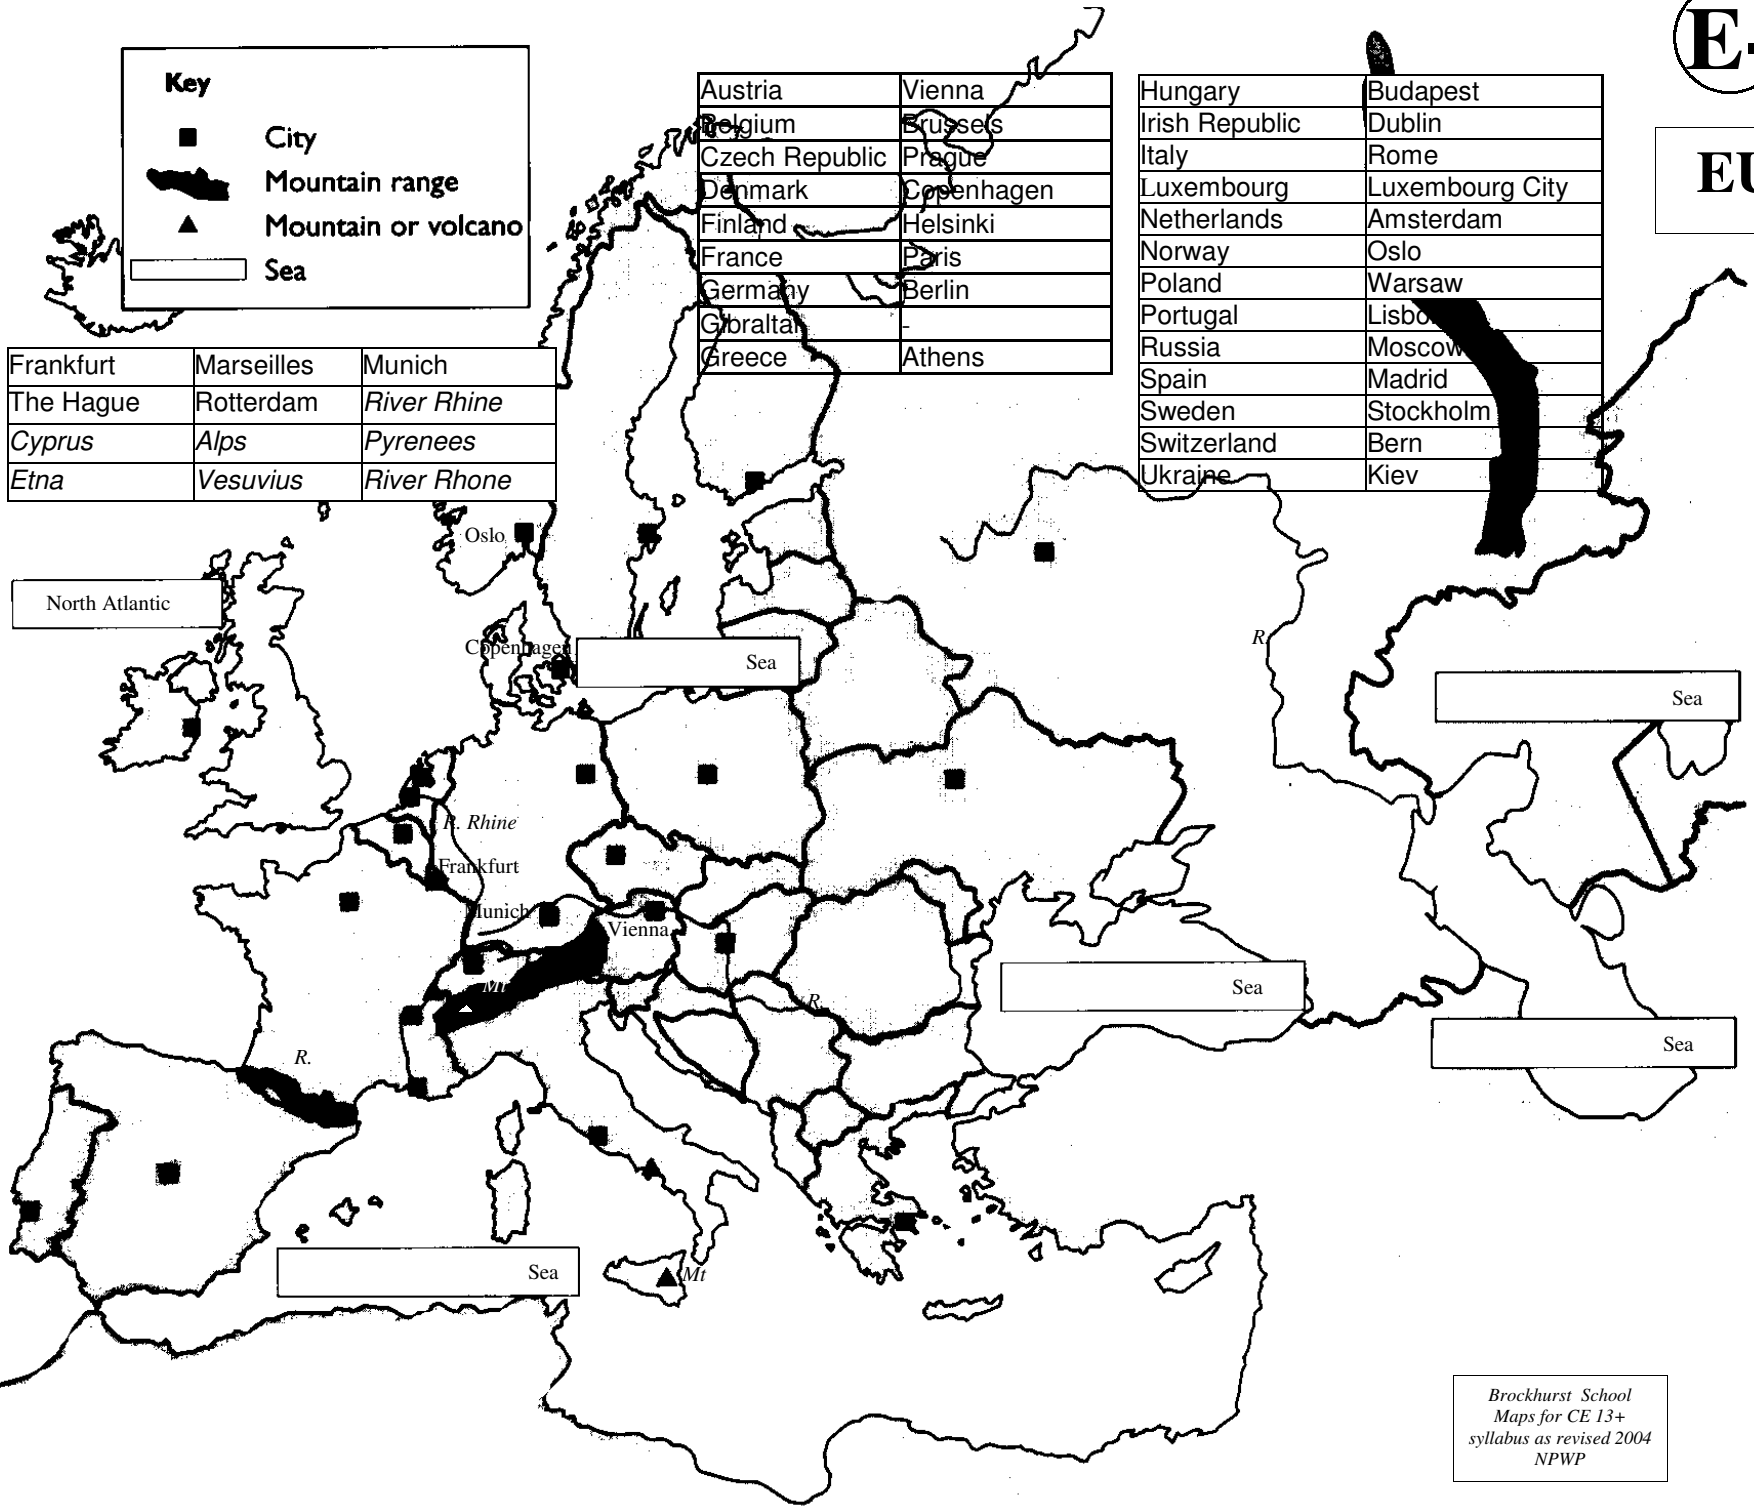 E-
EU
Key
City
Mountain range
Mountain or volcano
Sea
Austria Vienna
Belgium Brussels
Czech Republic Prague
Denmark Copenhagen
Finland Helsinki
France Paris
Germany Berlin
Gibraltar -
Greece Athens
Hungary Budapest
Irish Republic Dublin
Italy Rome
Luxembourg Luxembourg City
Netherlands Amsterdam
Norway Oslo
Poland Warsaw
Portugal
Russia Moscow
Spain Madrid
Sweden Stockholm
Switzerland Bern
Ukraine Kiev
Frankfurt Marseilles Munich
The Hague Rotterdam River Rhine
Cyprus Alps Pyrenees
Etna Vesuvius River Rhone
Oslo
North Atlantic
R.
Copenhagen
Sea
Sea
R. Rhine
Frankfurt
Munich
Vienna
Mt
Sea
R.
Sea
R.
Sea
Mt
Brockhurst School
Maps for CE 13+
syllabus as revised 2004
NPWP